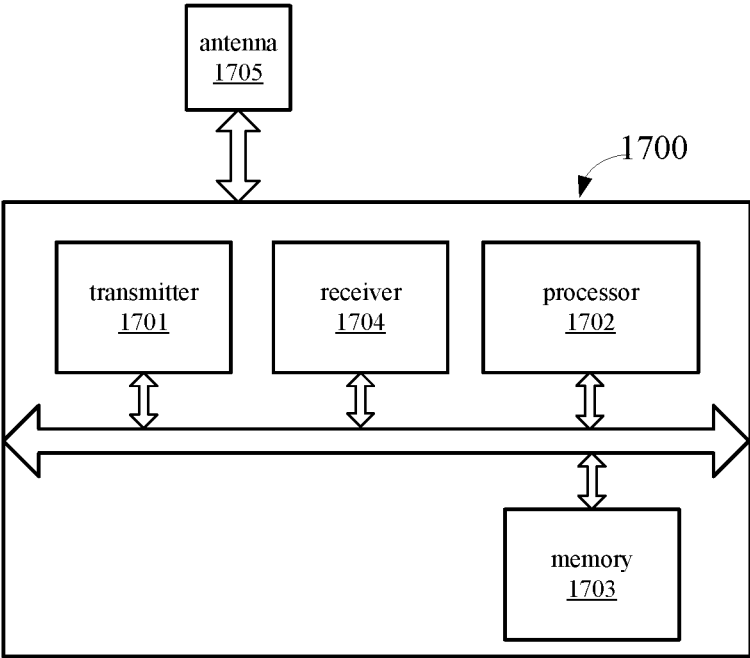 antenna
1705
1700
transmitter
1701
receiver
1704
processor
1702
memory
1703